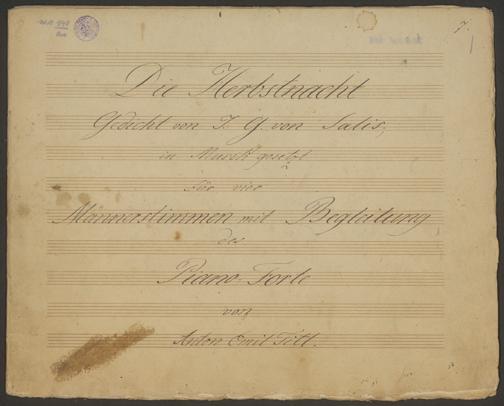 7.
Die Herbstnacht
Gedicht von J. G. von Salis,
in Musik gesetzt
für vier
Männerstimmen mit Begleitung
des
Piano-Forte
von
Anton Emil Titl.